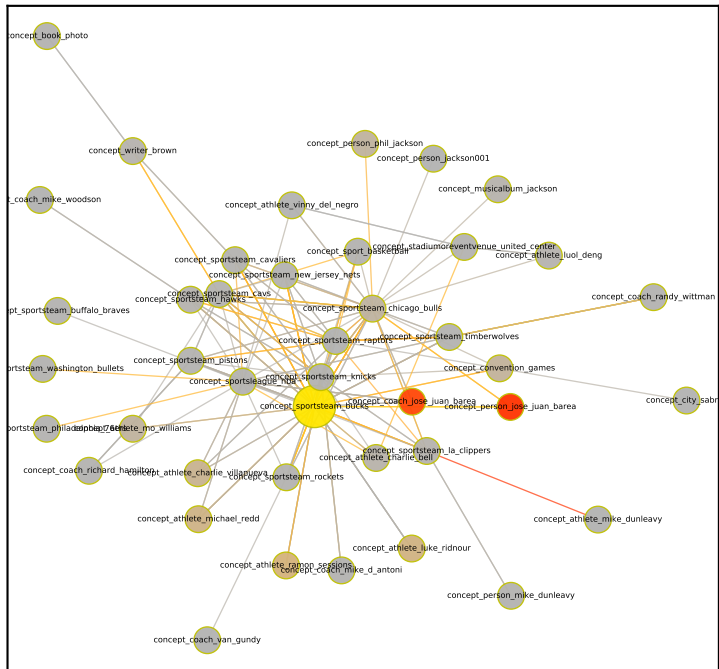 concept_book_photo
concept_writer_brown
concept_person_phil_jackson
concept_person_jackson001
concept_musicalbum_jackson
t_coach_mike_woodson
concept_athlete_vinny_del_negro
concept_sport_basketball
concept_stadiumoreventvenue_united_center
concept_athlete_luol_deng
concept_sportsteam_cavaliers
concept_sportsteam_new_jersey_nets
concept_sportsteam_cavs
concept_sportsteam_hawks
concept_coach_randy_wittman
pt_sportsteam_buffalo_braves
concept_sportsteam_chicago_bulls
concept_sportsteam_raptors
concept_sportsteam_timberwolves
concept_sportsteam_pistons
ortsteam_washington_bullets
concept_convention_games
concept_sportsteam_knicks
concept_sportsleague_nba
concept_coach_jose_juan_barea
concept_city_sabr
concept_sportsteam_bucks
concept_person_jose_juan_barea
concept_sportsteam_la_clippers
concept_athlete_charlie_bell
concept_coach_richard_hamilton
concept_athlete_charlie_villanueva
concept_sportsteam_rockets
concept_athlete_michael_redd
concept_athlete_mike_dunleavy
concept_athlete_luke_ridnour
concept_athlete_ramon_sessions
concept_coach_mike_d_antoni
concept_person_mike_dunleavy
concept_coach_van_gundy